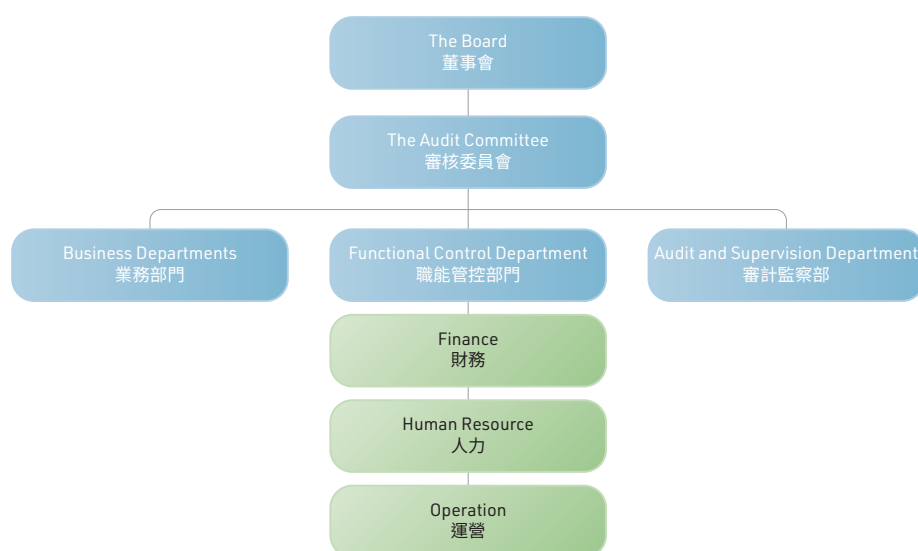 The Board
董事會
The Audit Committee
審核委員會
Business Departments
業務部門
Functional Control Department
職能管控部門
Audit and Supervision Department
審計監察部
Finance
財務
Human Resource
人力
Operation
運營